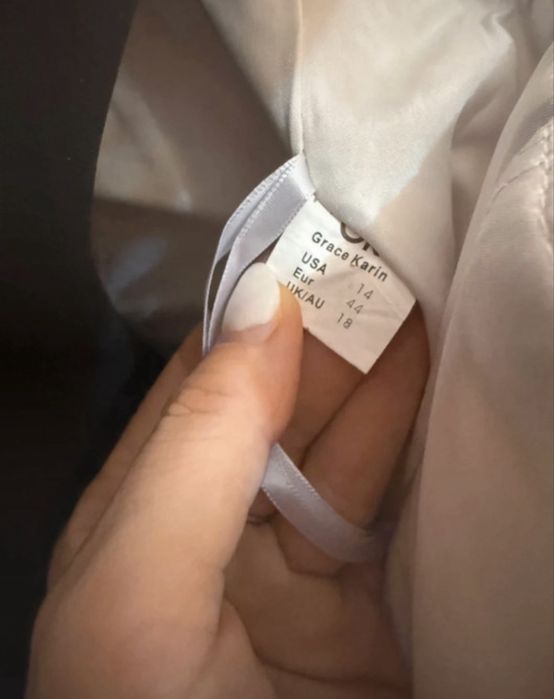 Grace Karin
USA 14
Eur 44
UK/AU 18